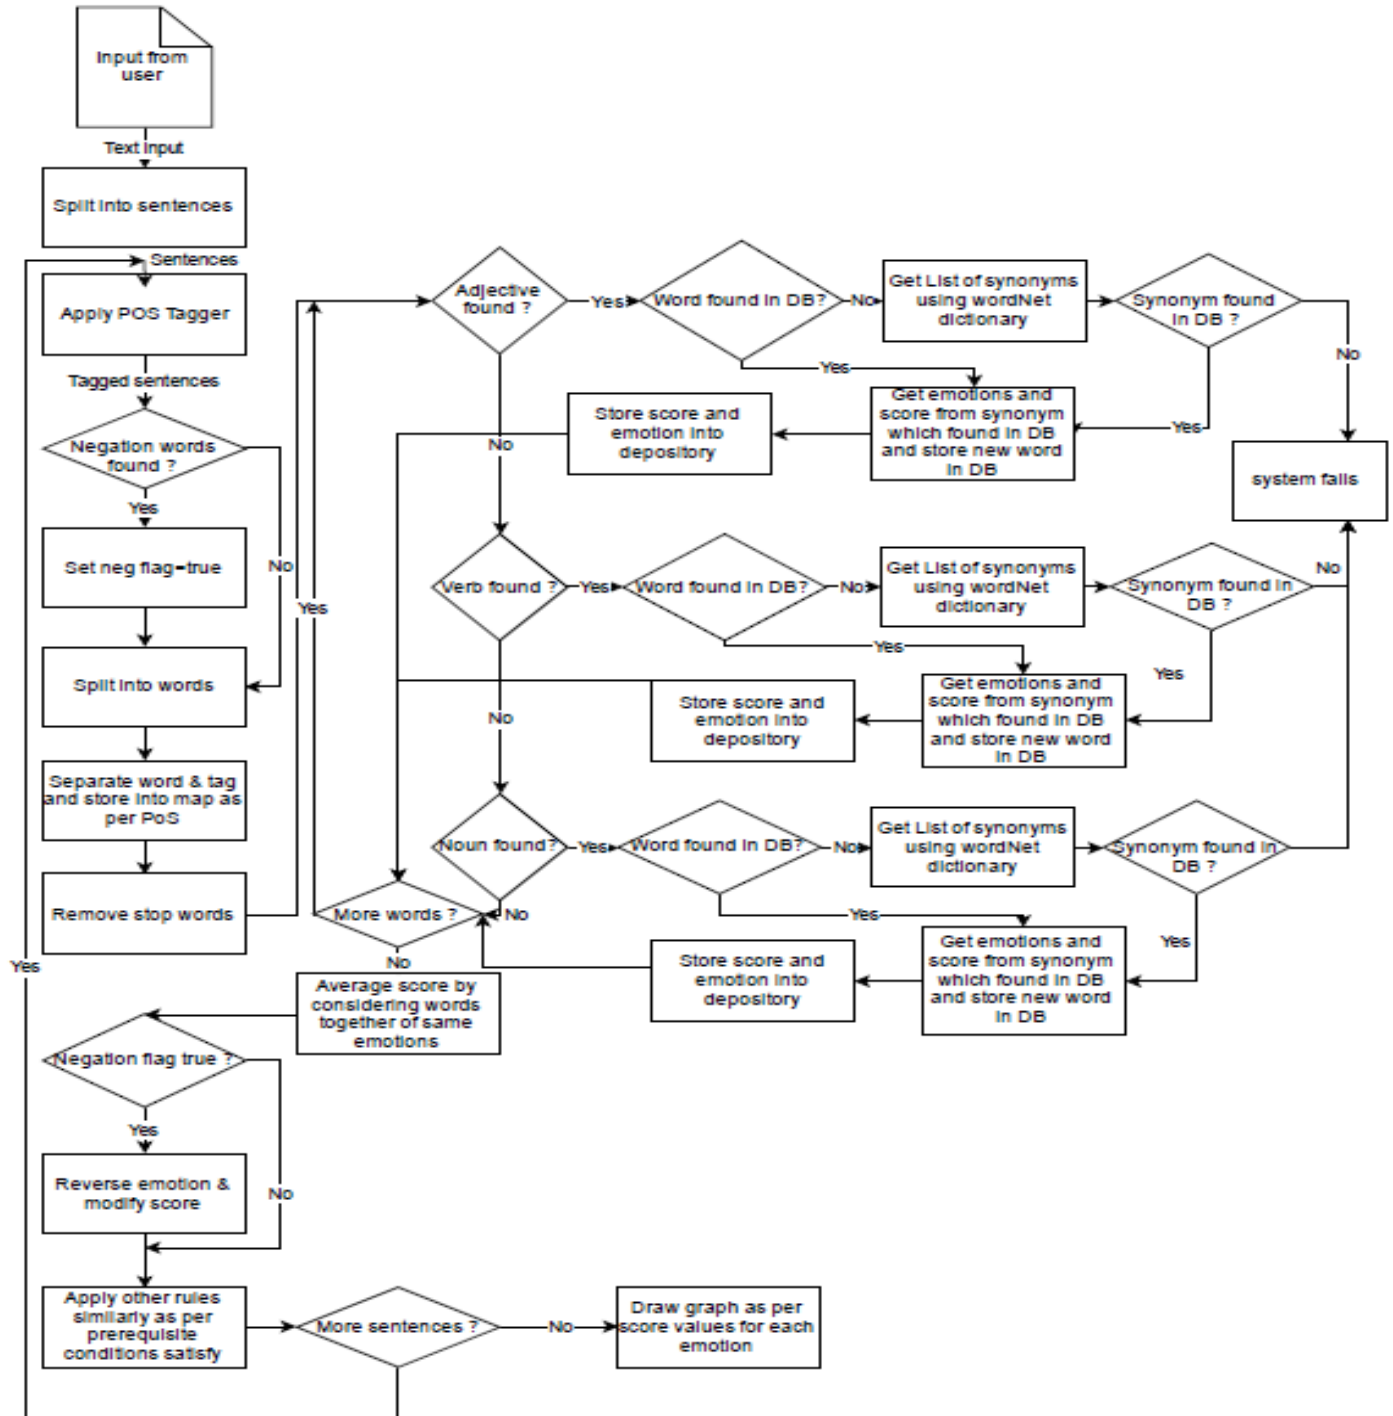 Input from
user
Text input
Split into sentences
Sentences
Apply POS Tagger
Tagged sentences
Negation words
found ?
Yes
No
Set neg flag=true
Split into words
Separate word & tag
and store into map as
per PoS
Remove stop words
Yes
Yes
Adjective
found ?
Yes
Word found in DB?
No
Get List of synonyms
using wordNet
dictionary
Synonym found
in DB ?
No
Yes
Yes
Get emotions and
score from synonym
which found in DB
and store new word
in DB
Store score and
emotion into
depository
No
system fails
Verb found ?
Yes
Word found in DB?
No
Get List of synonyms
using wordNet
dictionary
Synonym found in
DB ?
No
Yes
Yes
Get emotions and
score from synonym
which found in DB
and store new word
in DB
Store score and
emotion into
depository
No
Noun found?
Yes
Word found in DB?
No
Get List of synonyms
using wordNet
dictionary
Synonym found in
DB ?
Yes
Yes
Get emotions and
score from synonym
which found in DB
and store new word
in DB
Store score and
emotion into
depository
No
More words ?
No
Average score by
considering words
together of same
emotions
Negation flag true ?
Yes
No
Reverse emotion &
modify score
Apply other rules
similarly as per
prerequisite
conditions satisfy
More sentences ?
No
Draw graph as per
score values for each
emotion